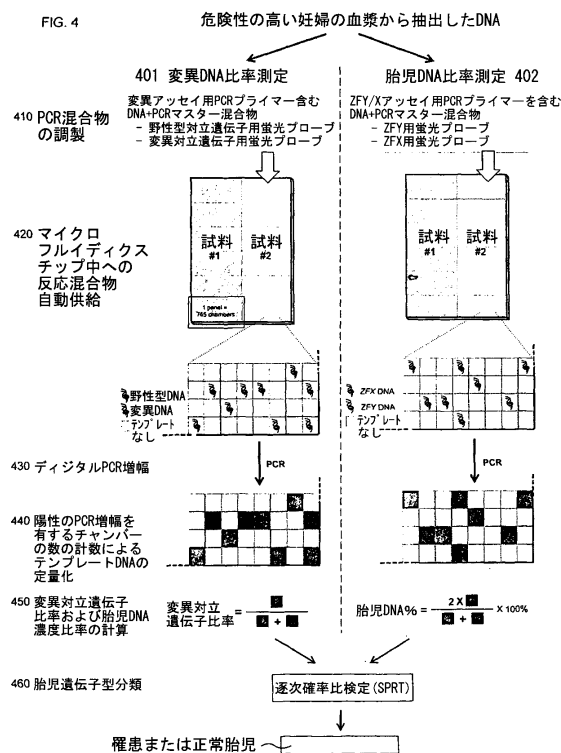 FIG. 4
危険性の高い妊婦の血漿から抽出したDNA
401 変異DNA比率測定
胎児DNA比率測定 402
410 PCR混合物
の調製
変異アッセイ用PCRプライマー含む
DNA+PCRマスター混合物
- 野性型対立遺伝子用蛍光プローブ
- 変異対立遺伝子用蛍光プローブ
ZFY/Xアッセイ用PCRプライマーを含む
DNA+PCRマスター混合物
- ZFY用蛍光プローブ
- ZFX用蛍光プローブ
420 マイクロ
フルイディクス
チップ中への
反応混合物
自動供給
試料
#1
試料
#2
1 panel =
765 chambers
試料
#1
試料
#2
野性型DNA
変異DNA
テンプレート
なし
ZFX DNA
ZFY DNA
テンプレート
なし
430 ディジタルPCR増幅
PCR
PCR
440 陽性のPCR増幅を
有するチャンバー
の数の計数による
テンプレートDNAの
定量化
450 変異対立遺伝子
比率および胎児DNA
濃度比率の計算
変異対立
遺伝子比率
=
+
胎児DNA% =
2 X
+
X 100%
460 胎児遺伝子型分類
逐次確率比検定(SPRT)
罹患または正常胎児